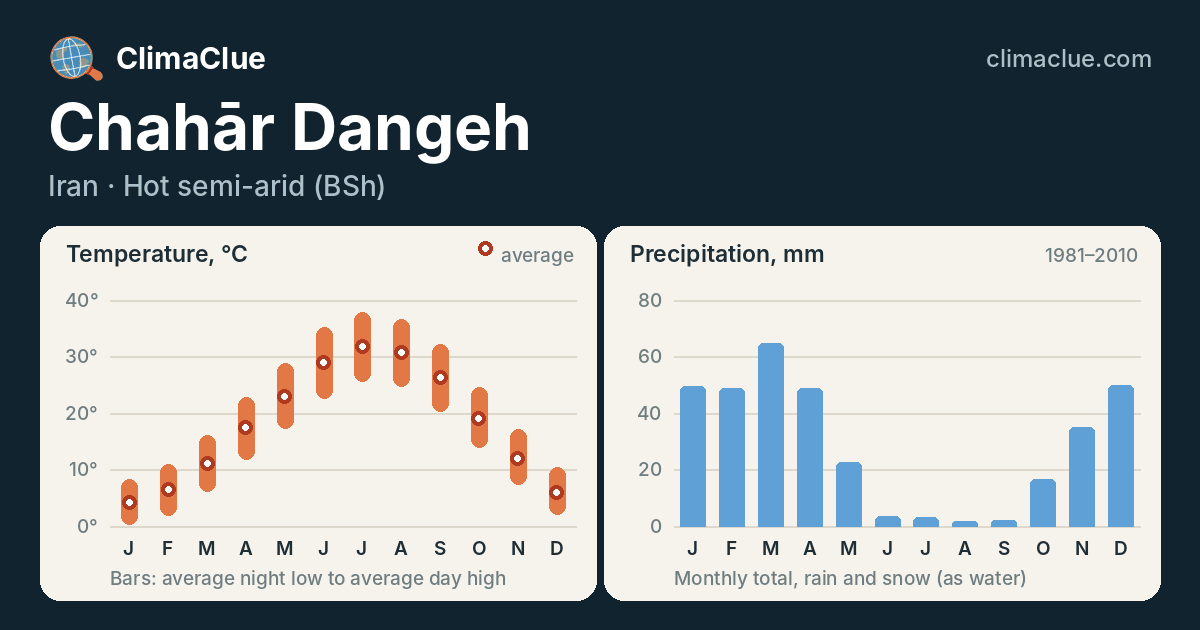 ClimaClue
climaclue.com
Chahār Dangeh
Iran · Hot semi-arid (BSh)
Temperature, °C
average
40°
30°
20°
10°
0°
J F M A M J J A S O N D
Bars: average night low to average day high
Precipitation, mm
1981–2010
80
60
40
20
0
J F M A M J J A S O N D
Monthly total, rain and snow (as water)